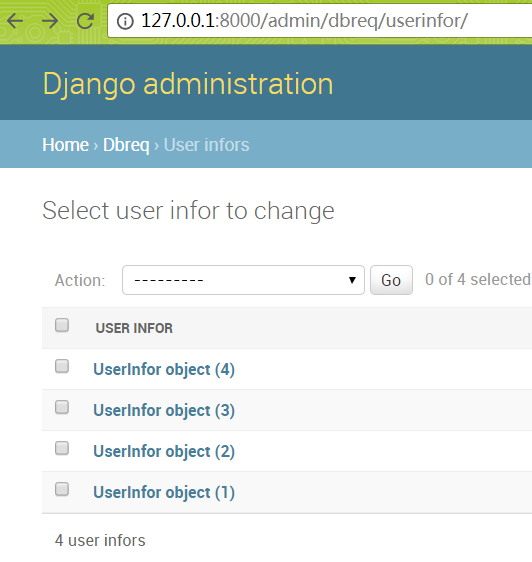 127.0.0.1:8000/admin/dbreq/userinfor/
Django administration
Home › Dbreq › User infors
Select user infor to change
Action: --------- Go 0 of 4 selected
USER INFOR
UserInfor object (4)
UserInfor object (3)
UserInfor object (2)
UserInfor object (1)
4 user infors